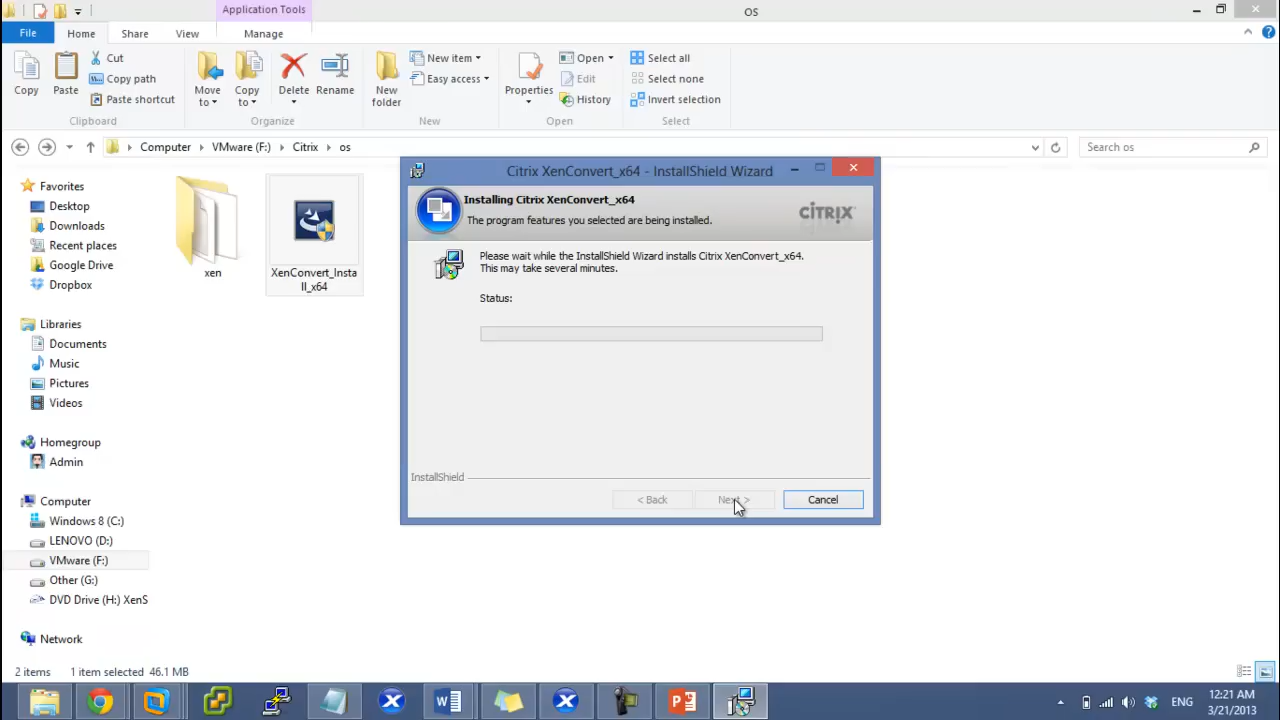 Application Tools
os
File
Home
Share
View
Manage
Copy
Paste
Cut
Copy path
Paste shortcut
Clipboard
Move to
Copy to
Delete
Rename
Organize
New folder
New item
Easy access
New
Properties
Open
Edit
History
Open
Select all
Select none
Invert selection
Select
Computer
VMware (F:)
Citrix
os
Search os
Favorites
Desktop
Downloads
Recent places
Google Drive
Dropbox
Libraries
Documents
Music
Pictures
Videos
Homegroup
Admin
Computer
Windows 8 (C:)
LENOVO (D:)
VMware (F:)
Other (G:)
DVD Drive (H:) XenS
Network
xen
XenConvert_Insta
ll_x64
Citrix XenConvert_x64 - InstallShield Wizard
Installing Citrix XenConvert_x64
The program features you selected are being installed.
CITRIX
Please wait while the InstallShield Wizard installs Citrix XenConvert_x64.
This may take several minutes.
Status:
InstallShield
< Back
Next >
Cancel
2 items
1 item selected 46.1 MB
ENG
12:21 AM
3/21/2013